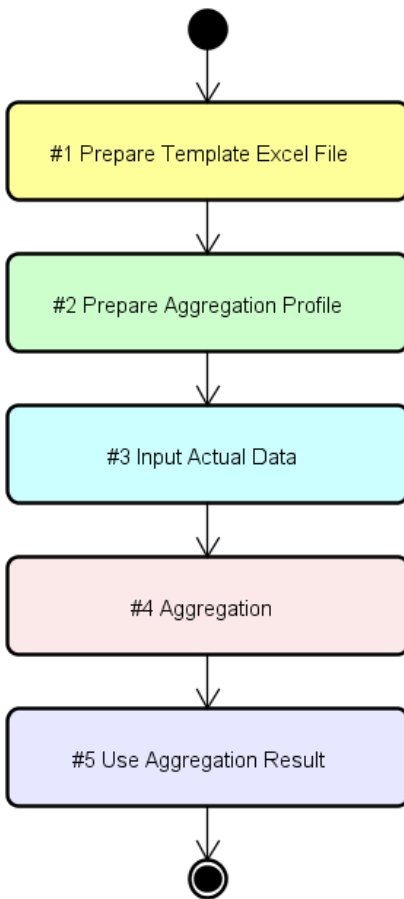 #1 Prepare Template Excel File
#2 Prepare Aggregation Profile
#3 Input Actual Data
#4 Aggregation
#5 Use Aggregation Result